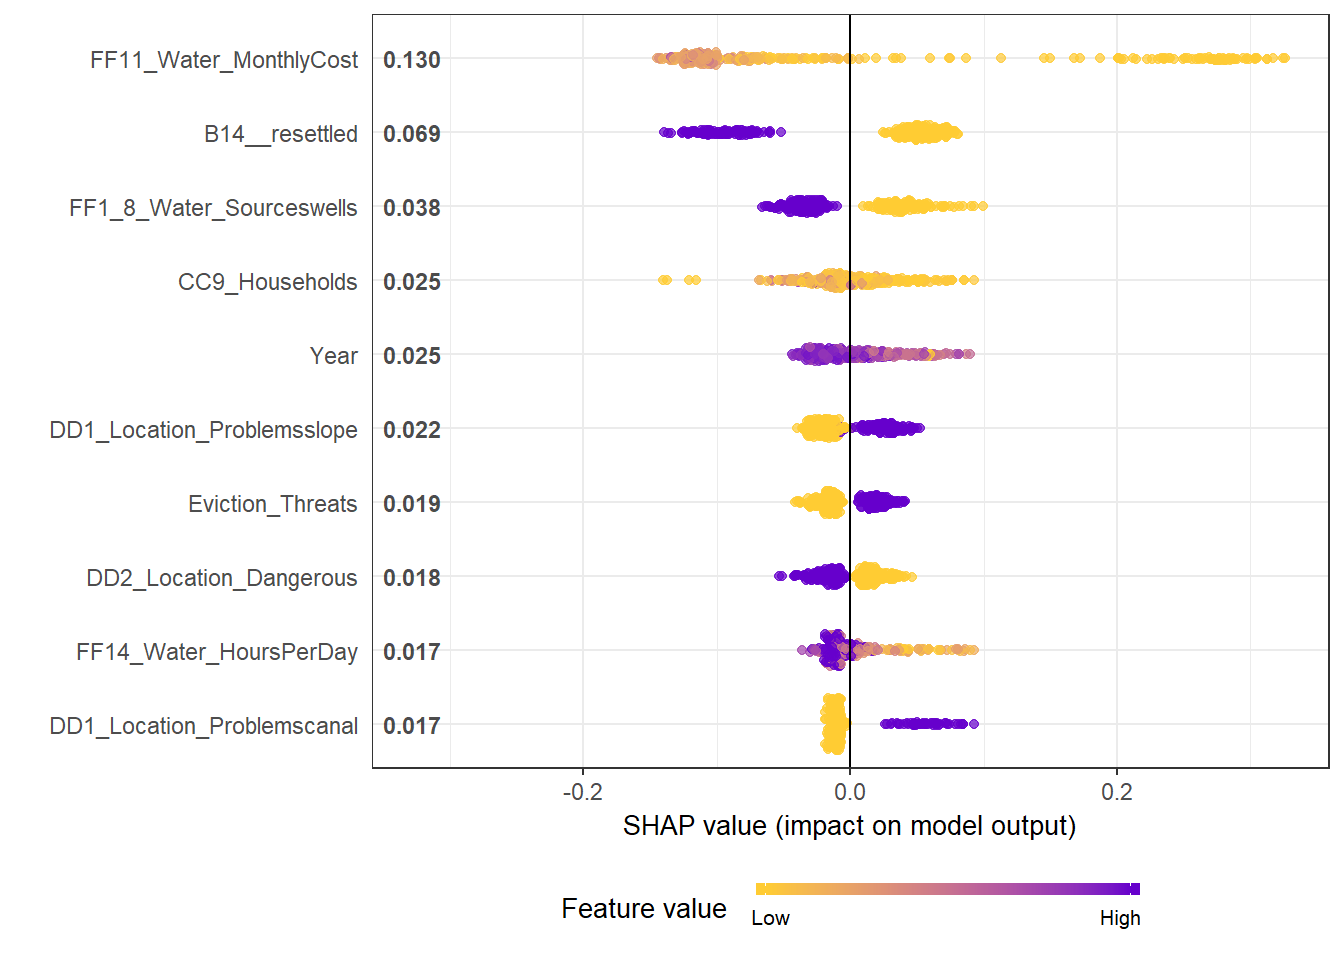 FF11_Water_MonthlyCost 0.130
B14__resettled 0.069
FF1_8_Water_Sourceswells 0.038
CC9_Households 0.025
Year 0.025
DD1_Location_Problemsslope 0.022
Eviction_Threats 0.019
DD2_Location_Dangerous 0.018
FF14_Water_HoursPerDay 0.017
DD1_Location_Problemscanal 0.017
-0.2 0.0 0.2
SHAP value (impact on model output)
Feature value
Low High